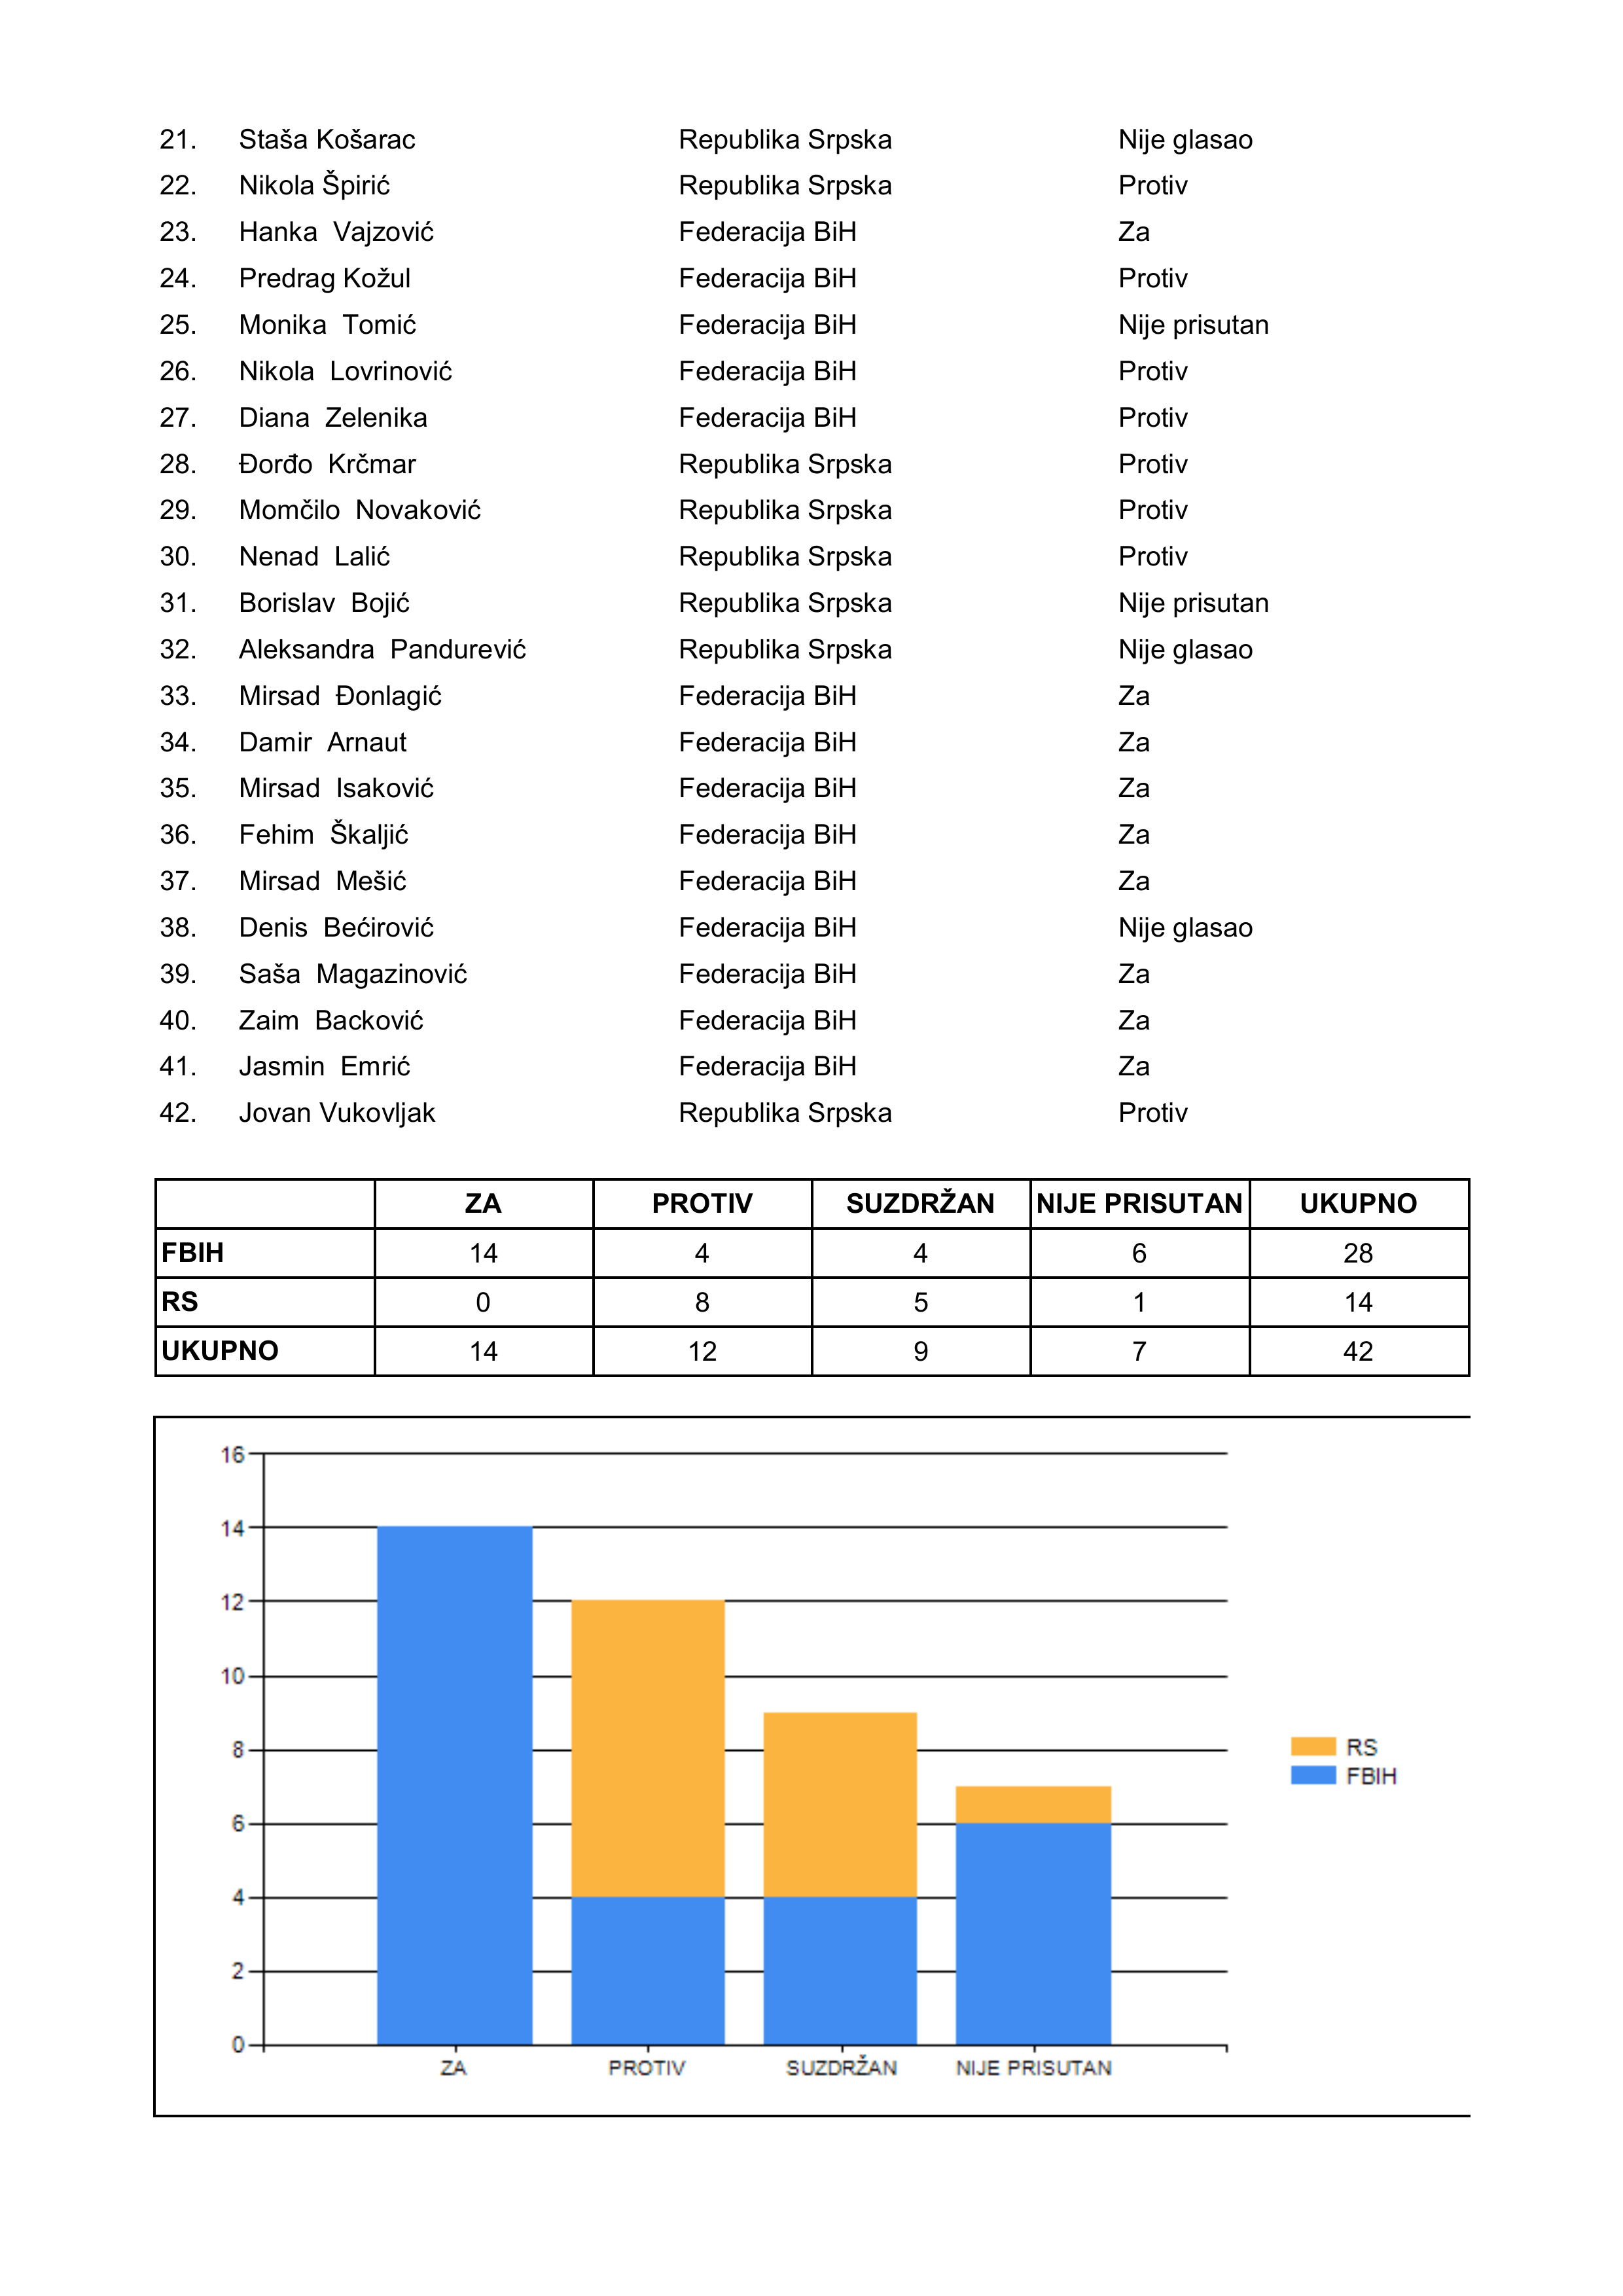 21. Staša Košarac Republika Srpska Nije glasao
22. Nikola Špirić Republika Srpska Protiv
23. Hanka Vajzović Federacija BiH Za
24. Predrag Kožul Federacija BiH Protiv
25. Monika Tomić Federacija BiH Nije prisutan
26. Nikola Lovrinović Federacija BiH Protiv
27. Diana Zelenika Federacija BiH Protiv
28. Đorđo Krčmar Republika Srpska Protiv
29. Momčilo Novaković Republika Srpska Protiv
30. Nenad Lalić Republika Srpska Protiv
31. Borislav Bojić Republika Srpska Nije prisutan
32. Aleksandra Pandurević Republika Srpska Nije glasao
33. Mirsad Đonlagić Federacija BiH Za
34. Damir Arnaut Federacija BiH Za
35. Mirsad Isaković Federacija BiH Za
36. Fehim Škaljić Federacija BiH Za
37. Mirsad Mešić Federacija BiH Za
38. Denis Bećirović Federacija BiH Nije glasao
39. Saša Magazinović Federacija BiH Za
40. Zaim Backović Federacija BiH Za
41. Jasmin Emrić Federacija BiH Za
42. Jovan Vukovljak Republika Srpska Protiv
ZA PROTIV SUZDRŽAN NIJE PRISUTAN UKUPNO
FBIH 14 4 4 6 28
RS 0 8 5 1 14
UKUPNO 14 12 9 7 42
16
14
12
10
8
6
4
2
0
ZA PROTIV SUZDRŽAN NIJE PRISUTAN
RS
FBIH